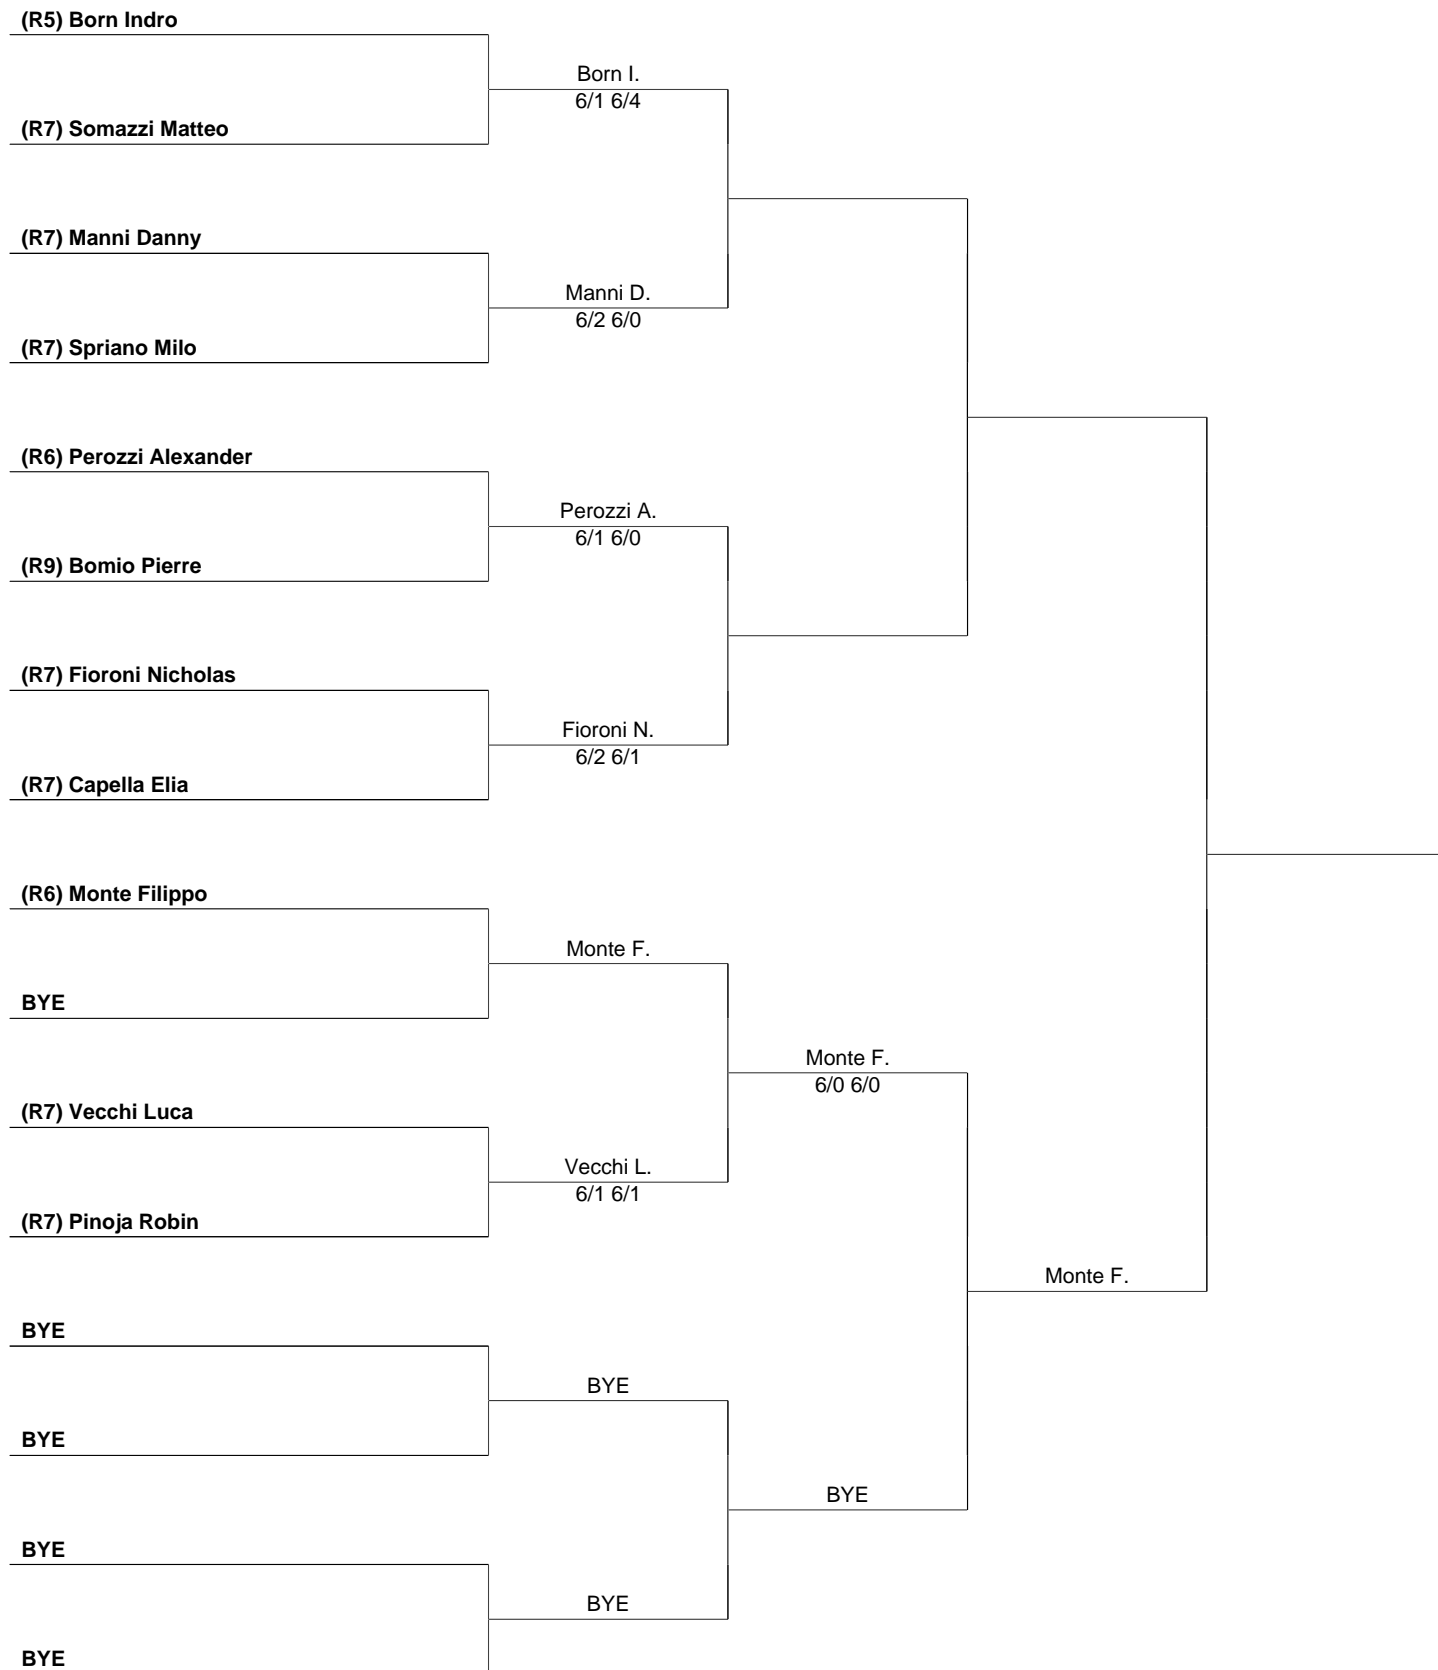 (R5) Born Indro
Born I.
6/1 6/4
(R7) Somazzi Matteo
(R7) Manni Danny
Manni D.
6/2 6/0
(R7) Spriano Milo
(R6) Perozzi Alexander
Perozzi A.
6/1 6/0
(R9) Bomio Pierre
(R7) Fioroni Nicholas
Fioroni N.
6/2 6/1
(R7) Capella Elia
(R6) Monte Filippo
Monte F.
BYE
Monte F.
6/0 6/0
(R7) Vecchi Luca
Vecchi L.
6/1 6/1
(R7) Pinoja Robin
Monte F.
BYE
BYE
BYE
BYE
BYE
BYE
BYE